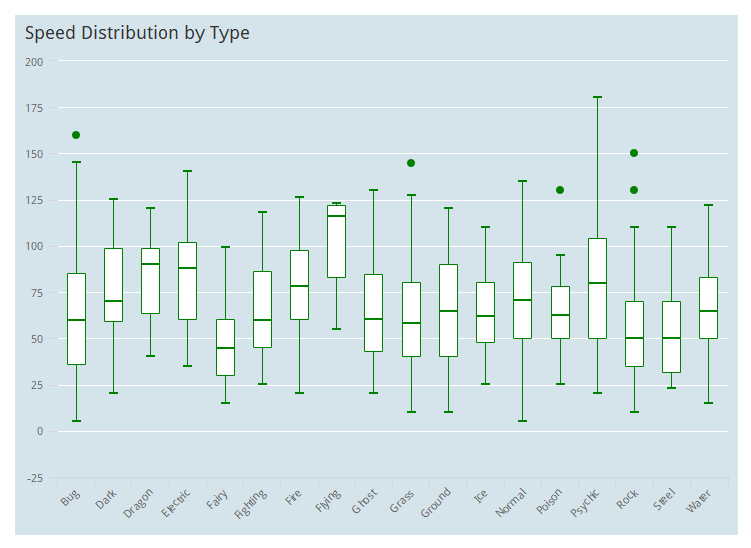 Speed Distribution by Type
200
175
150
125
100
75
50
25
0
-25
Bug
Dark
Dragon
Electric
Fairy
Fighting
Fire
Flying
Ghost
Grass
Ground
Ice
Normal
Poison
Psychic
Rock
Steel
Water